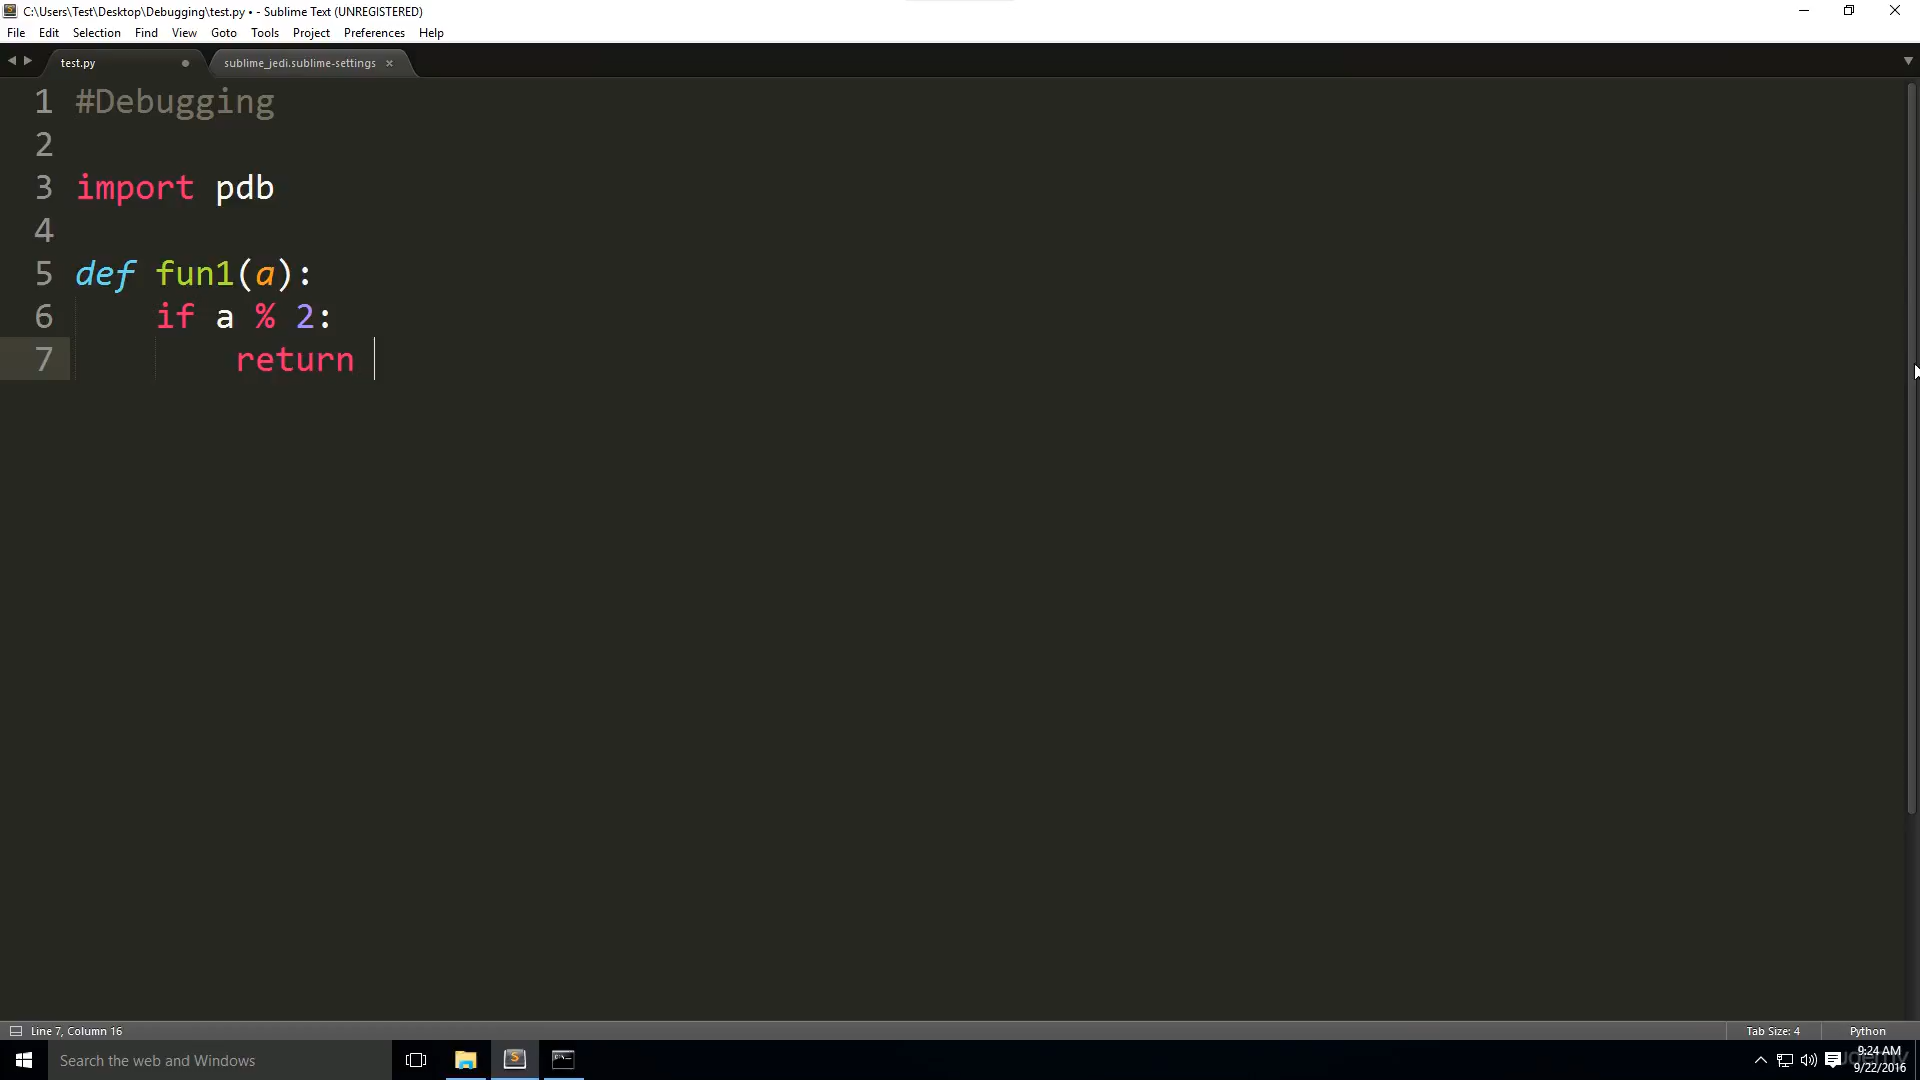 C:\Users\Test\Desktop\Debugging\test.py • - Sublime Text (UNREGISTERED)
File Edit Selection Find View Goto Tools Project Preferences Help
test.py sublime_jedi.sublime-settings
1 #Debugging
2
3 import pdb
4
5 def fun1(a):
6 if a % 2:
7 return
Line 7, Column 16 Tab Size: 4 Python
Search the web and Windows
9:24 AM
9/22/2016